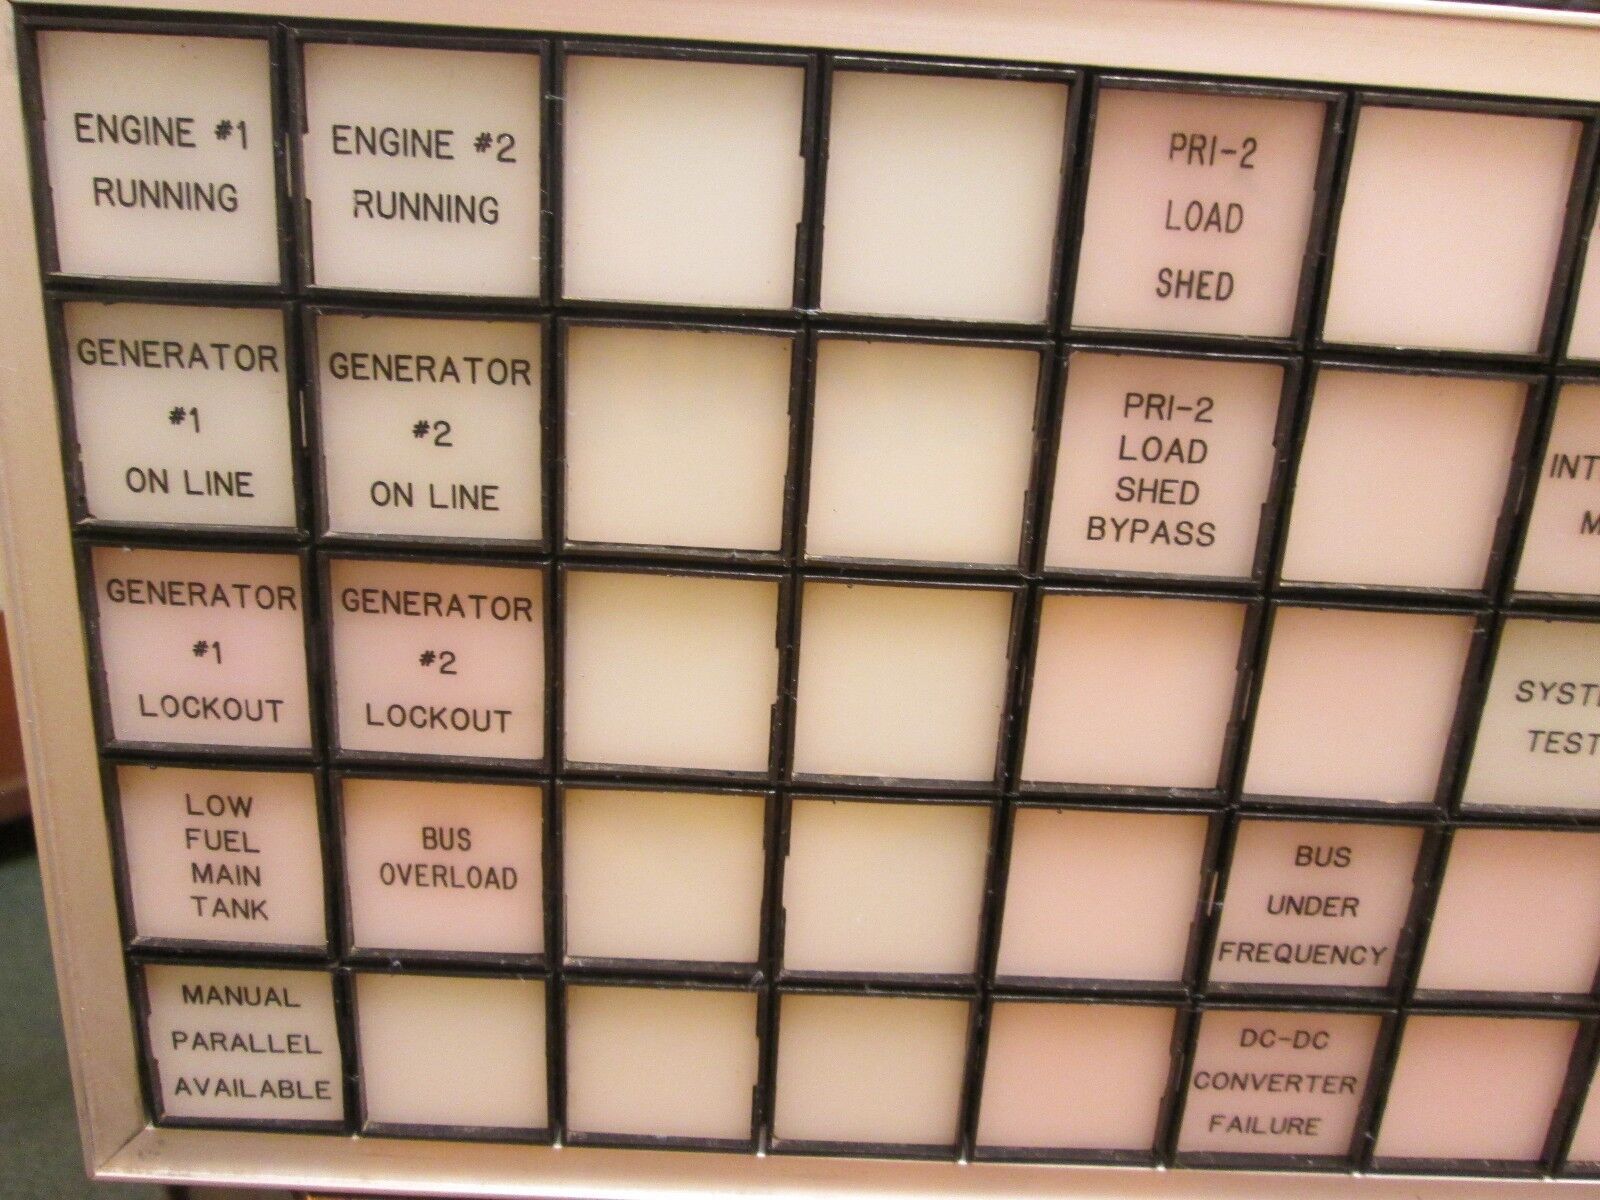 ENGINE #1
RUNNING
ENGINE #2
RUNNING
PRI-2
LOAD
SHED
GENERATOR
#1
ON LINE
GENERATOR
#2
ON LINE
PRI-2
LOAD
SHED
BYPASS
GENERATOR
#1
LOCKOUT
GENERATOR
#2
LOCKOUT
TEST
LOW
FUEL
MAIN
TANK
BUS
OVERLOAD
BUS
UNDER
FREQUENCY
MANUAL
PARALLEL
AVAILABLE
DC-DC
CONVERTER
FAILURE